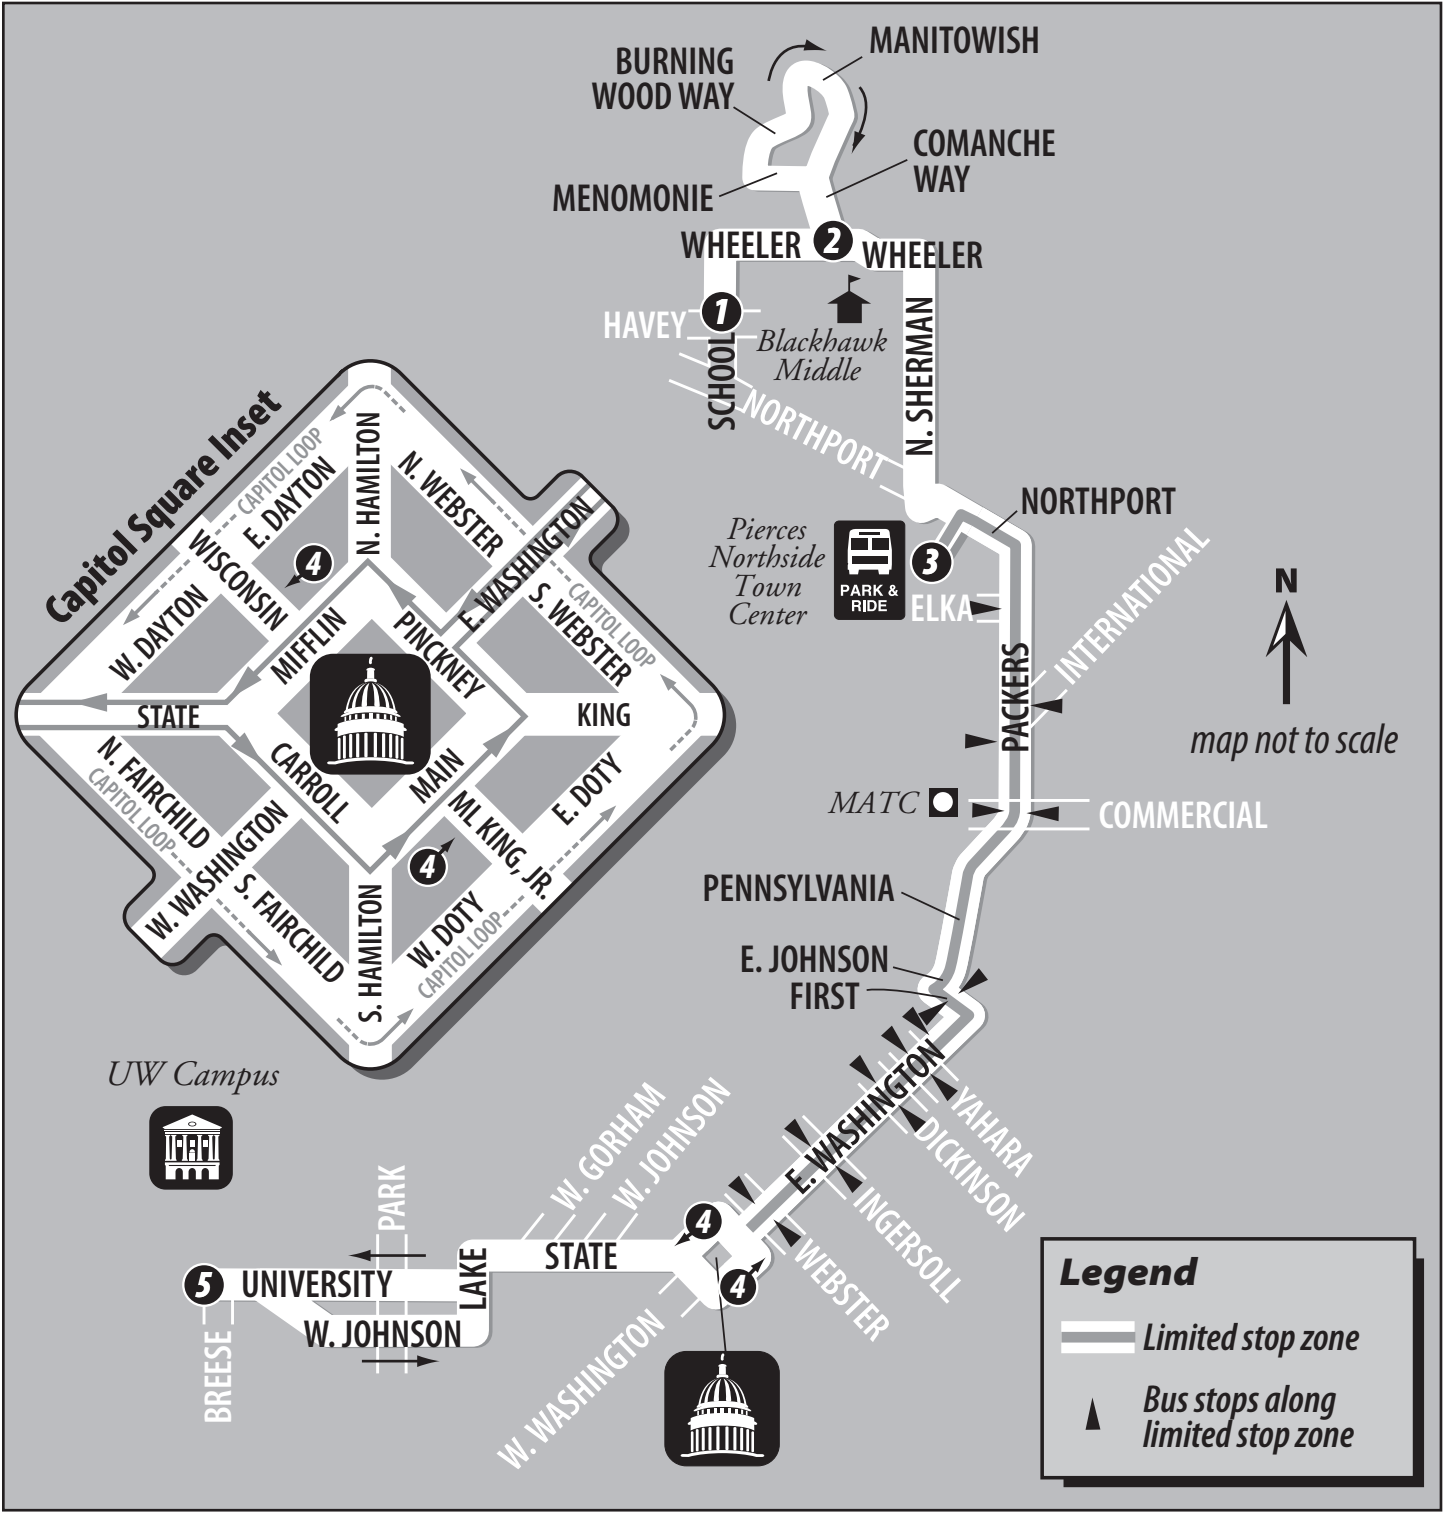 MANITOWISH
BURNING
WOOD WAY
COMANCHE
WAY
MENOMONIE
WHEELER
2
WHEELER
1
HAVEY
Blackhawk
Middle
SCHOOL
N. SHERMAN
NORTHPORT
NORTHPORT
Pierces
Northside
Town
Center
PARK &
RIDE
3
ELKA
INTERNATIONAL
PACKERS
N
map not to scale
MATC
COMMERCIAL
PENNSYLVANIA
E. JOHNSON
FIRST
E. WASHINGTON
YAHARA
DICKINSON
INGERSOLL
WEBSTER
Capitol Square Inset
CAPITOL LOOP
E. DAYTON
N. HAMILTON
N. WEBSTER
E. WASHINGTON
WISCONSIN
4
CAPITOL LOOP
S. WEBSTER
W. DAYTON
MIFFLIN
PINCKNEY
STATE
KING
N. FAIRCHILD
CAPITOL LOOP
CARROLL
MAIN
E. DOTY
ML KING, JR.
W. WASHINGTON
4
S. FAIRCHILD
S. HAMILTON
W. DOTY
CAPITOL LOOP
UW Campus
W. GORHAM
W. JOHNSON
PARK
4
STATE
LAKE
5
UNIVERSITY
4
W. JOHNSON
BREESE
W. WASHINGTON
Legend
Limited stop zone
Bus stops along
limited stop zone